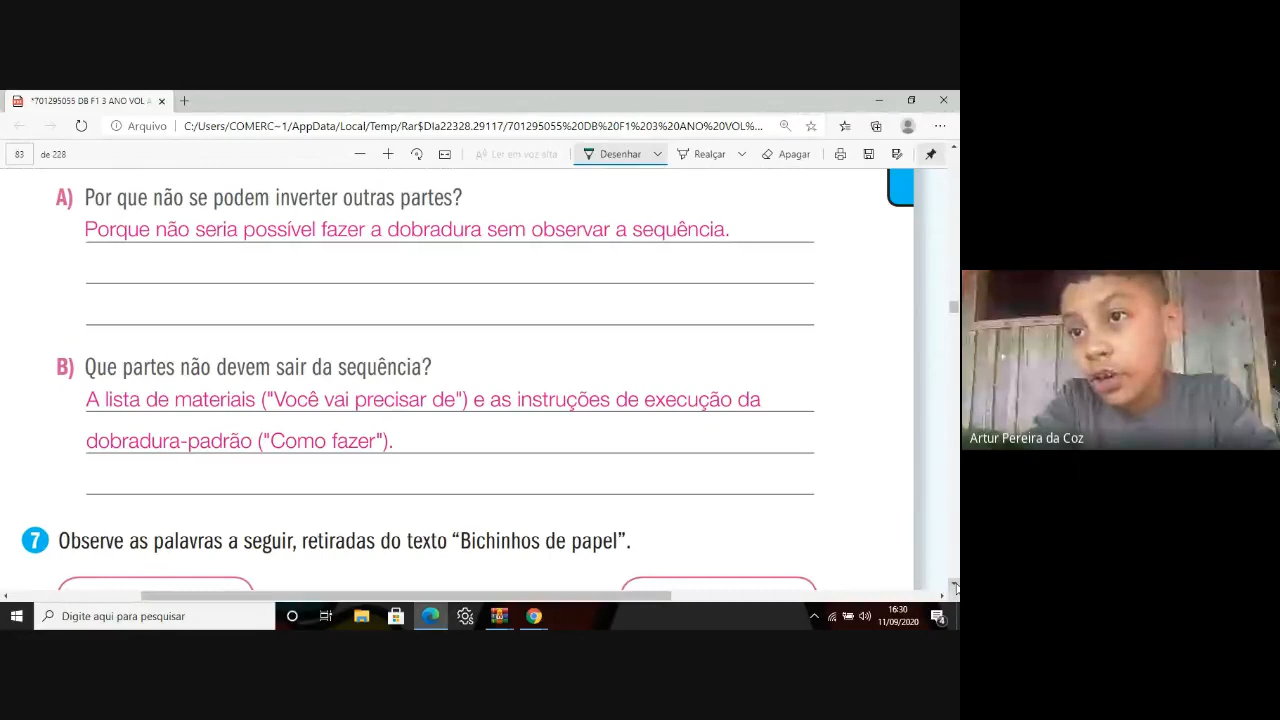 *701295055 DB F1 3 ANO VOL
Arquivo
C:/Users/COMERC~1/AppData/Local/Temp/Rar$DIa22328.29117/701295055%20DB%20F1%203%20ANO%20VOL%...
83 de 228
Ler em voz alta
Desenhar
Realçar
Apagar
A) Por que não se podem inverter outras partes?
Porque não seria possível fazer a dobradura sem observar a sequência.
B) Que partes não devem sair da sequência?
A lista de materiais ("Você vai precisar de") e as instruções de execução da
dobradura-padrão ("Como fazer").
7 Observe as palavras a seguir, retiradas do texto “Bichinhos de papel”.
Artur Pereira da Coz
Digite aqui para pesquisar
16:30
11/09/2020
4